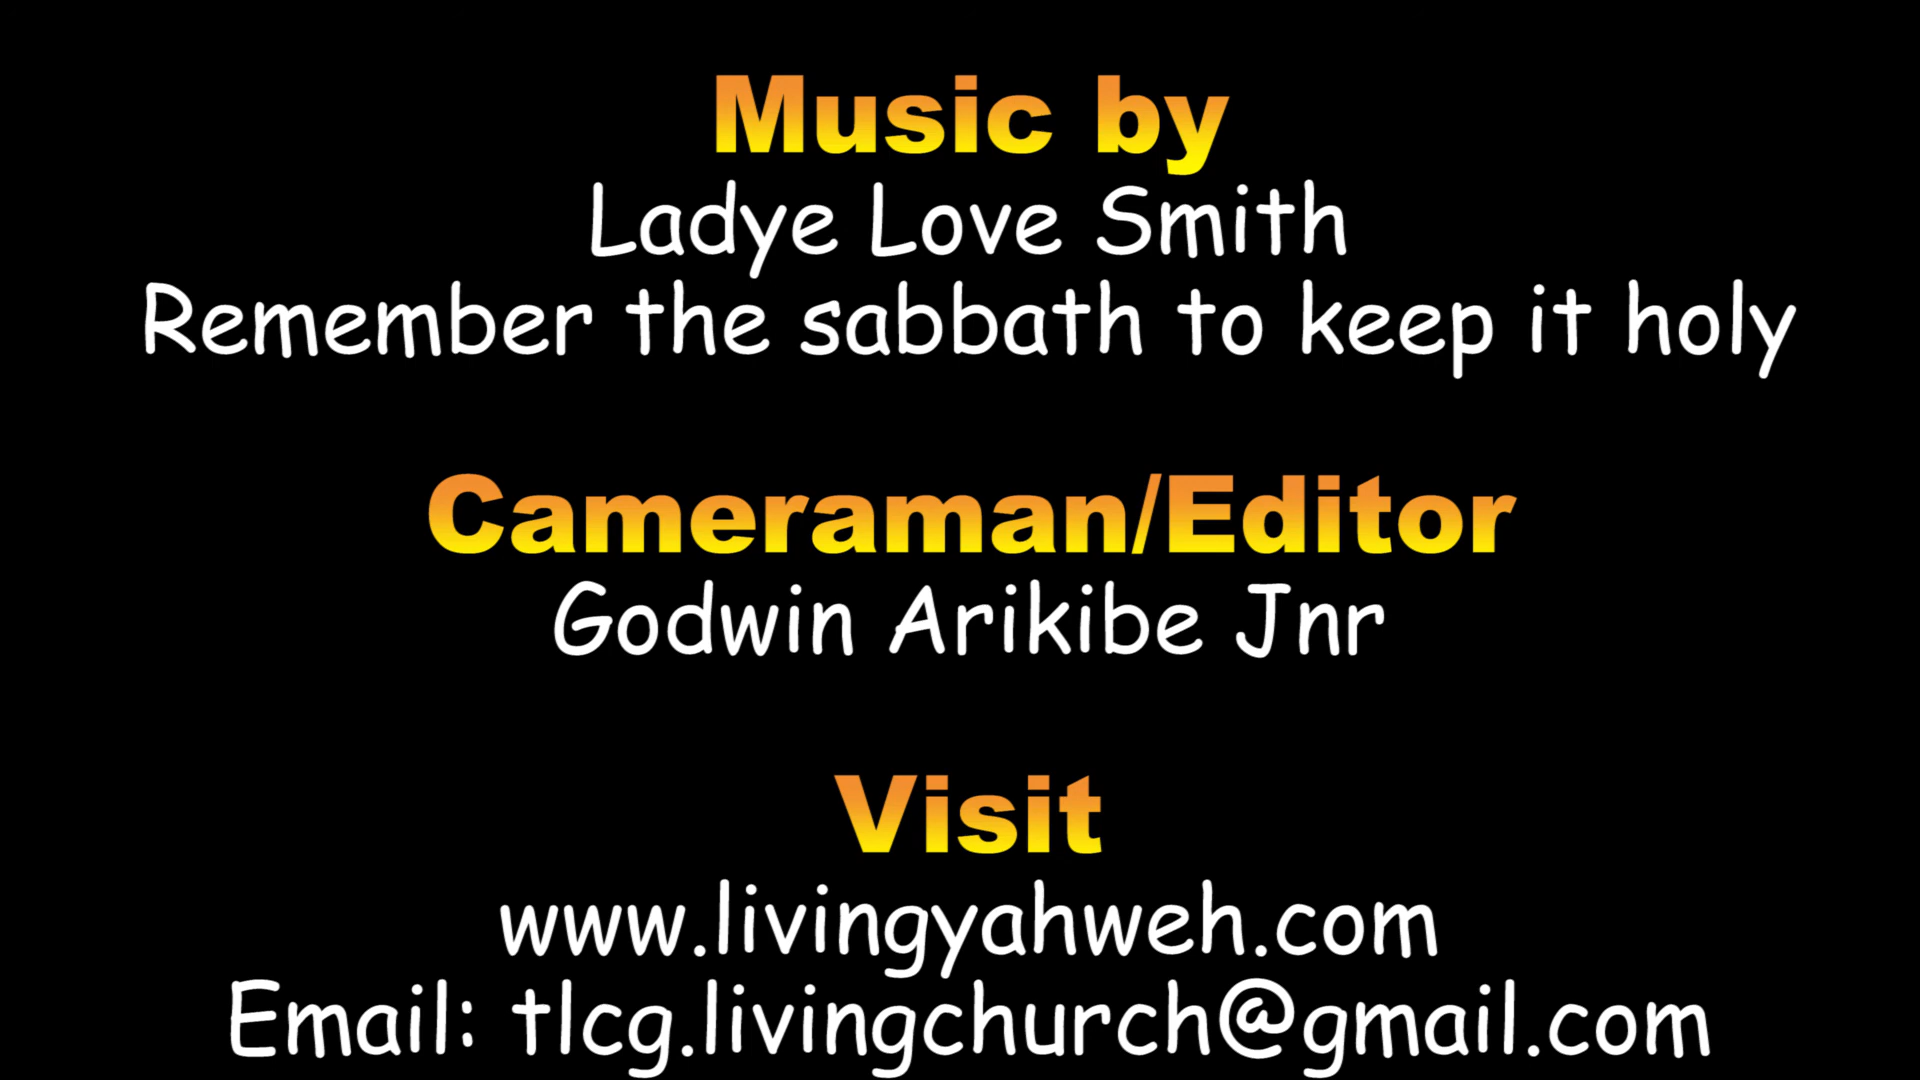 Music by
Ladye Love Smith
Remember the sabbath to keep it holy
Cameraman/Editor
Godwin Arikibe Jnr
Visit
www.livingyahweh.com
Email: tlcg.livingchurch@gmail.com